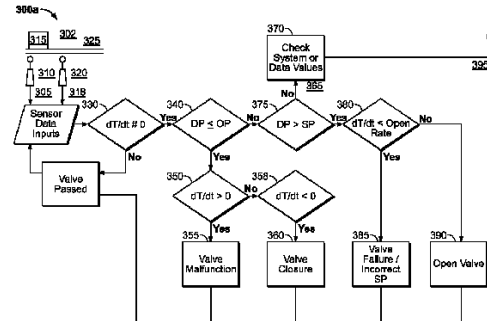 300a
315
302
325
310
320
305
318
Sensor
Data
Inputs
330
dT/dt # 0
Yes
No
Valve
Passed
340
DP ≤ OP
No
Yes
375
DP > SP
No
Yes
370
Check
System or
Data Values
365
395
380
dT/dt < Open
Rate
No
Yes
350
dT/dt > 0
No
Yes
358
dT/dt < 0
Yes
355
Valve
Malfunction
360
Valve
Closure
385
Valve
Failure /
Incorrect
SP
390
Open Valve